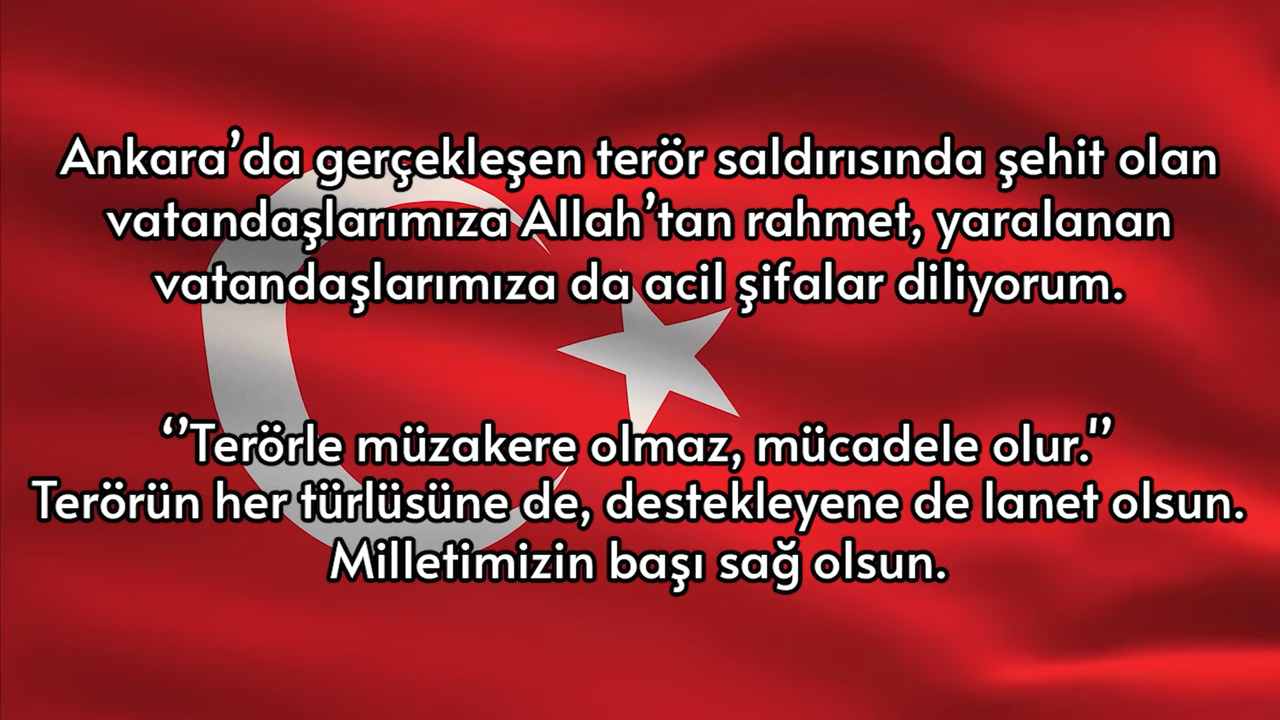 Ankara’da gerçekleşen terör saldırısında şehit olan
vatandaşlarımıza Allah’tan rahmet, yaralanan
vatandaşlarımıza da acil şifalar diliyorum.
‘’Terörle müzakere olmaz, mücadele olur.''
Terörün her türlüsüne de, destekleyene de lanet olsun.
Milletimizin başı sağ olsun.